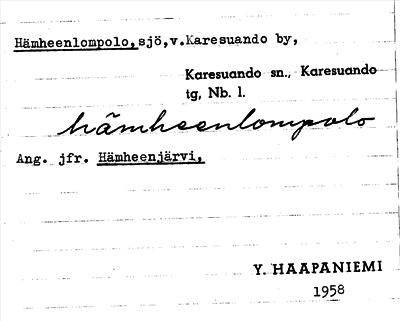 Hämheenlompolo,sjö,v.Karesuando by,
Karesuando sn., Karesuando
tg, Nb. l.
hämheenlompolo
Ang. jfr. Hämheenjärvi,
Y. HAAPANIEMI
1958